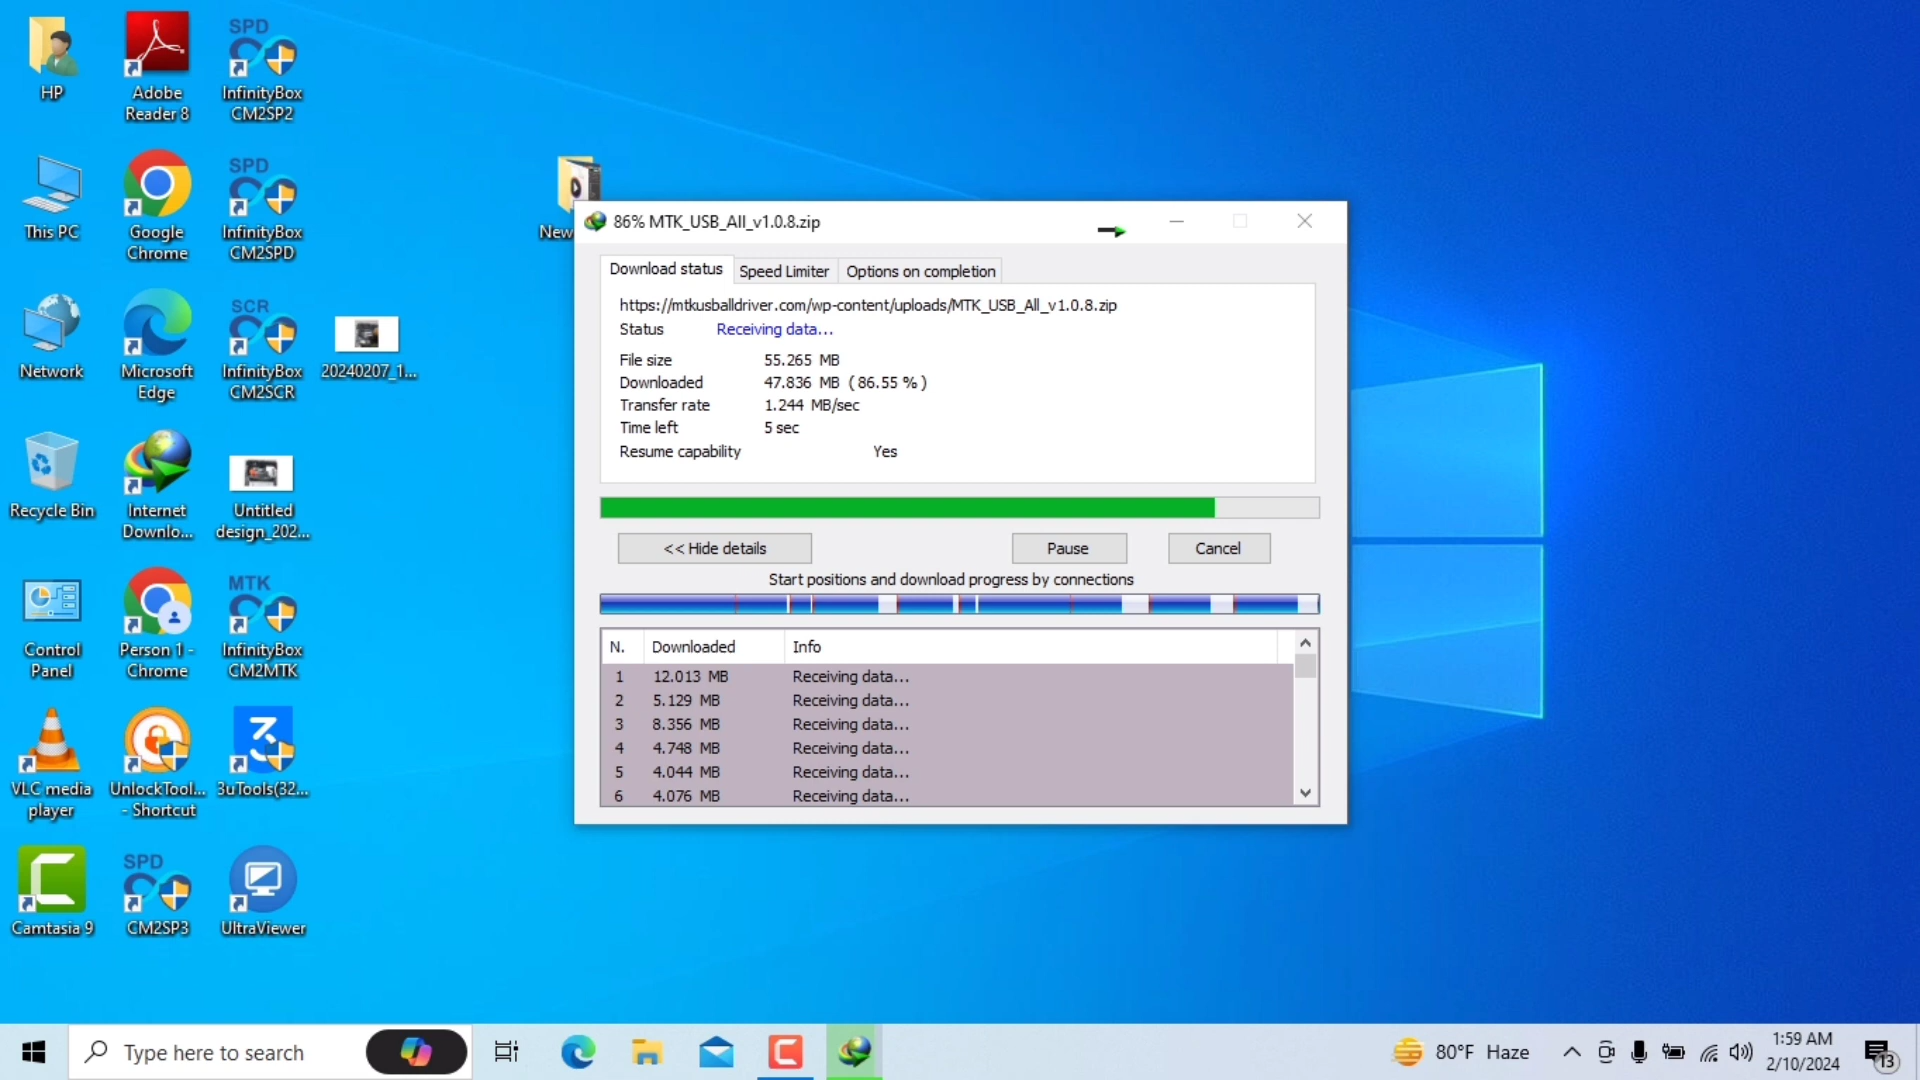 HP
Adobe
Reader 8
SPD
InfinityBox
CM2SP2
This PC
Google
Chrome
SPD
InfinityBox
CM2SPD
New
Network
Microsoft
Edge
SCR
InfinityBox
CM2SCR
20240207_1...
Recycle Bin
Internet
Downlo...
Untitled
design_202...
Control
Panel
Person 1 -
Chrome
MTK
InfinityBox
CM2MTK
VLC media
player
UnlockTool...
- Shortcut
3uTools(32...
Camtasia 9
SPD
CM2SP3
UltraViewer
86% MTK_USB_All_v1.0.8.zip
Download status
Speed Limiter
Options on completion
https://mtkusballdriver.com/wp-content/uploads/MTK_USB_All_v1.0.8.zip
Status Receiving data...
File size 55.265 MB
Downloaded 47.836 MB ( 86.55 % )
Transfer rate 1.244 MB/sec
Time left 5 sec
Resume capability Yes
<< Hide details
Pause
Cancel
Start positions and download progress by connections
N. Downloaded Info
1 12.013 MB Receiving data...
2 5.129 MB Receiving data...
3 8.356 MB Receiving data...
4 4.748 MB Receiving data...
5 4.044 MB Receiving data...
6 4.076 MB Receiving data...
Type here to search
80°F Haze
1:59 AM
2/10/2024
13